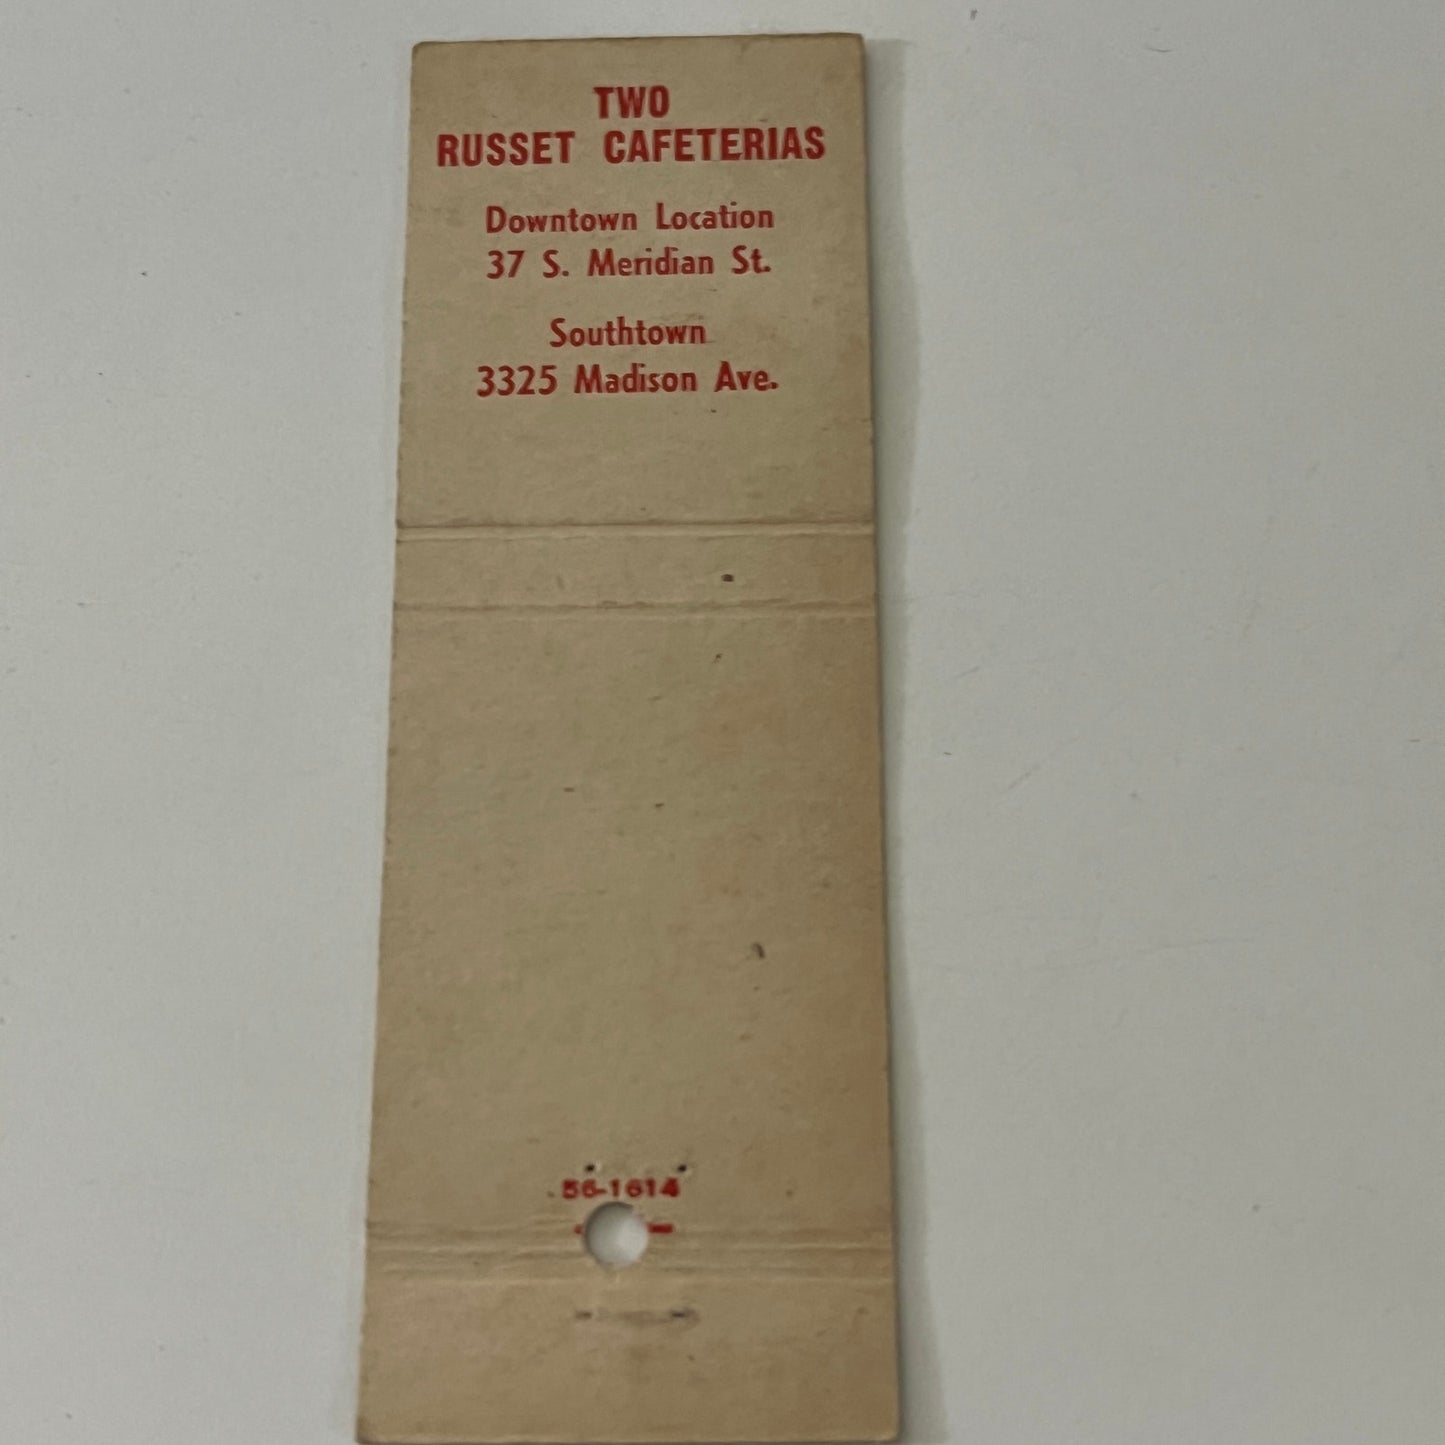 TWO
RUSSET CAFETERIAS
Downtown Location
37 S. Meridian St.
Southtown
3325 Madison Ave.
56-1614